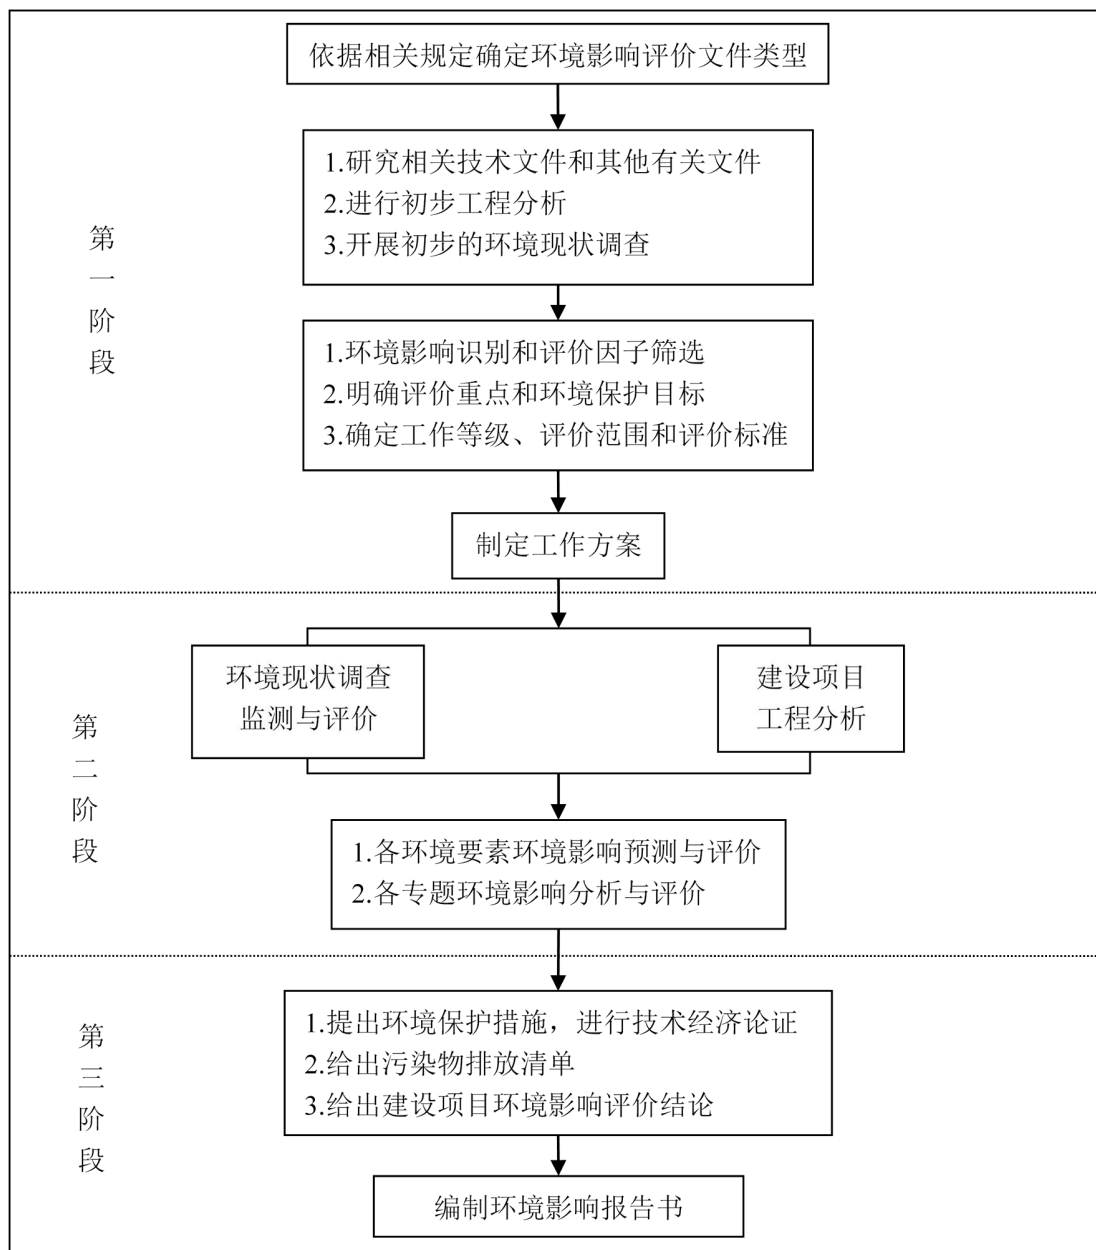 依据相关规定确定环境影响评价文件类型
1.研究相关技术文件和其他有关文件
2.进行初步工程分析
3.开展初步的环境现状调查
第一阶段
1.环境影响识别和评价因子筛选
2.明确评价重点和环境保护目标
3.确定工作等级、评价范围和评价标准
制定工作方案
环境现状调查
监测与评价
建设项目
工程分析
第二阶段
1.各环境要素环境影响预测与评价
2.各专题环境影响分析与评价
第三阶段
1.提出环境保护措施，进行技术经济论证
2.给出污染物排放清单
3.给出建设项目环境影响评价结论
编制环境影响报告书